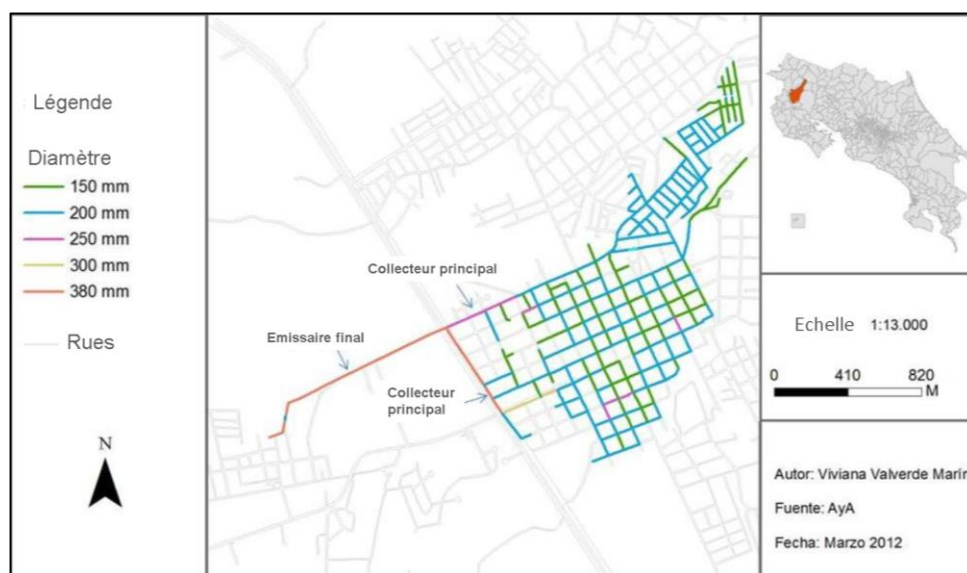 Légende
Diamètre
150 mm
200 mm
250 mm
300 mm
380 mm
Rues
N
Collecteur principal
Emissaire final
Collecteur
principal
Echelle 1:13.000
0 410 820
M
Autor: Viviana Valverde Marin
Fuente: AyA
Fecha: Marzo 2012